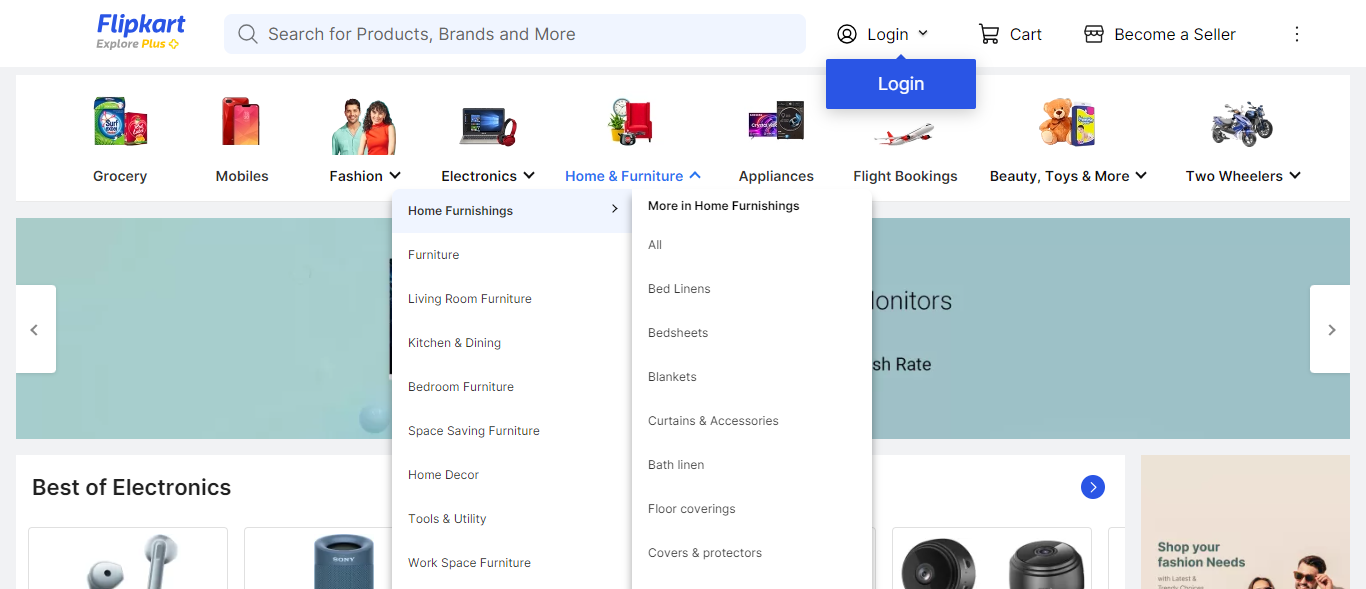 Flipkart
Explore Plus
Search for Products, Brands and More
Login
Cart
Become a Seller
Login
Surf excel
Grocery
Mobiles
Fashion
Electronics
Home & Furniture
Appliances
Flight Bookings
Beauty, Toys & More
Two Wheelers
Home Furnishings
Furniture
Living Room Furniture
Kitchen & Dining
Bedroom Furniture
Space Saving Furniture
Home Decor
Tools & Utility
Work Space Furniture
More in Home Furnishings
All
Bed Linens
Bedsheets
Blankets
Curtains & Accessories
Bath linen
Floor coverings
Covers & protectors
onitors
sh Rate
Best of Electronics
SONY
Shop your
fashion Needs
with Latest &
Trendy Choices